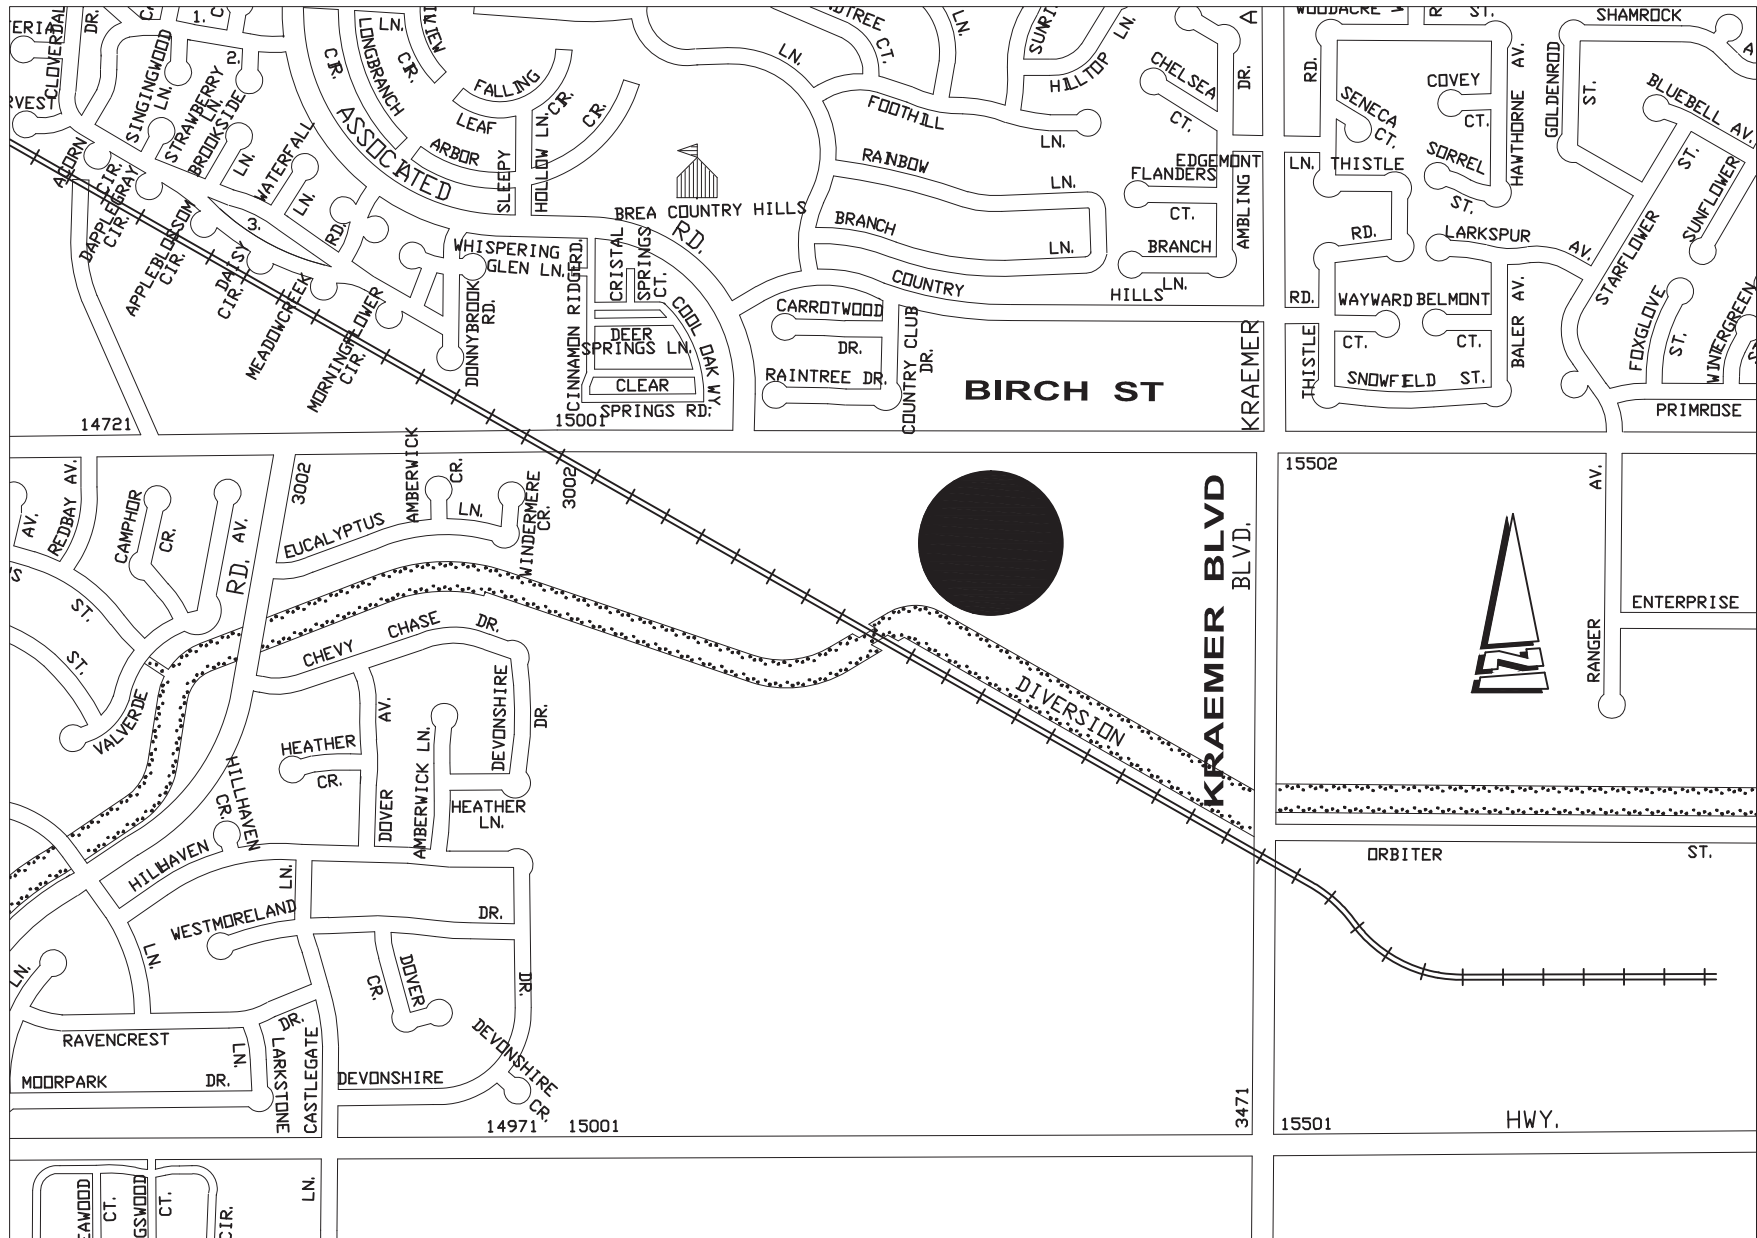 CLOVERDALE
DR.
1.
2.
SINGINGWOOD
LN.
STRAWBERRY
LN.
BROOKSIDE
LN.
WATERFALL
LN.
CIR.
LONGBRANCH
LN.
CIR.
ASSOCIATED
RD.
FALLING
LEAF
CIR.
ARBOR
CIR.
SLEEPY
HOLLOW LN.
LN.
CT.
LN.
HILLTOP
LN.
CHELSEA
CT.
DR.
FOOTHILL
LN.
RAINBOW
LN.
BRANCH
LN.
EDGEMONT
FLANDERS
CT.
BRANCH
LN.
AMBLING
COUNTRY
HILLS
BREA COUNTRY HILLS
ACORN
CIR.
DAPPLEGRAY
CIR.
APPLEBLOSSOM
CIR.
3.
DAISY
CIR.
MEADOWCREEK
MORNINGFLOWER
CIR.
RD.
WHISPERING
GLEN LN.
DONNYBROOK
RD.
CINNAMON RIDGE
RD.
CRISTAL
SPRINGS
CT.
DEER
SPRINGS LN.
CLEAR
SPRINGS RD.
COOL OAK WY
CARROTWOOD
DR.
RAINTREE DR.
COUNTRY CLUB
DR.
BIRCH ST
KRAEMER
WOODACRE
ST.
RD.
SENECA
CT.
COVEY
CT.
HAWTHORNE AV.
GOLDENROD
ST.
SHAMROCK
BLUEBELL AV.
LN.
THISTLE
SORREL
ST.
ST.
STARFLOWER
SUNFLOWER
RD.
LARKSPUR
AV.
RD.
WAYWARD
CT.
BELMONT
CT.
BALER AV.
THISTLE
SNOWFIELD ST.
FOXGLOVE
ST.
WINTERGREEN
PRIMROSE
14721
15001
3002
3002
15502
AV.
REDBAY AV.
CAMPHOR
CR.
AV.
RD.
EUCALYPTUS
LN.
AMBERWICK
CR.
WINDERMERE
CR.
ST.
ST.
VALVERDE
CHEVY CHASE DR.
HEATHER
CR.
AV.
DOVER
AMBERWICK LN.
DEVONSHIRE
DR.
HEATHER
LN.
HILLHAVEN
CR.
HILLHAVEN
LN.
WESTMORELAND
DR.
LN.
DOVER
CR.
DR.
LN.
RAVENCREST
DR.
MOORPARK
DR.
LN.
LARKSTONE
CASTLEGATE
DEVONSHIRE
DEVONSHIRE
CR.
14971
15001
DIVERSION
KRAEMER BLVD
BLVD.
N
AV.
RANGER
ENTERPRISE
ORBITER
ST.
3471
15501
HWY.
CT.
CT.
CIR.
LN.